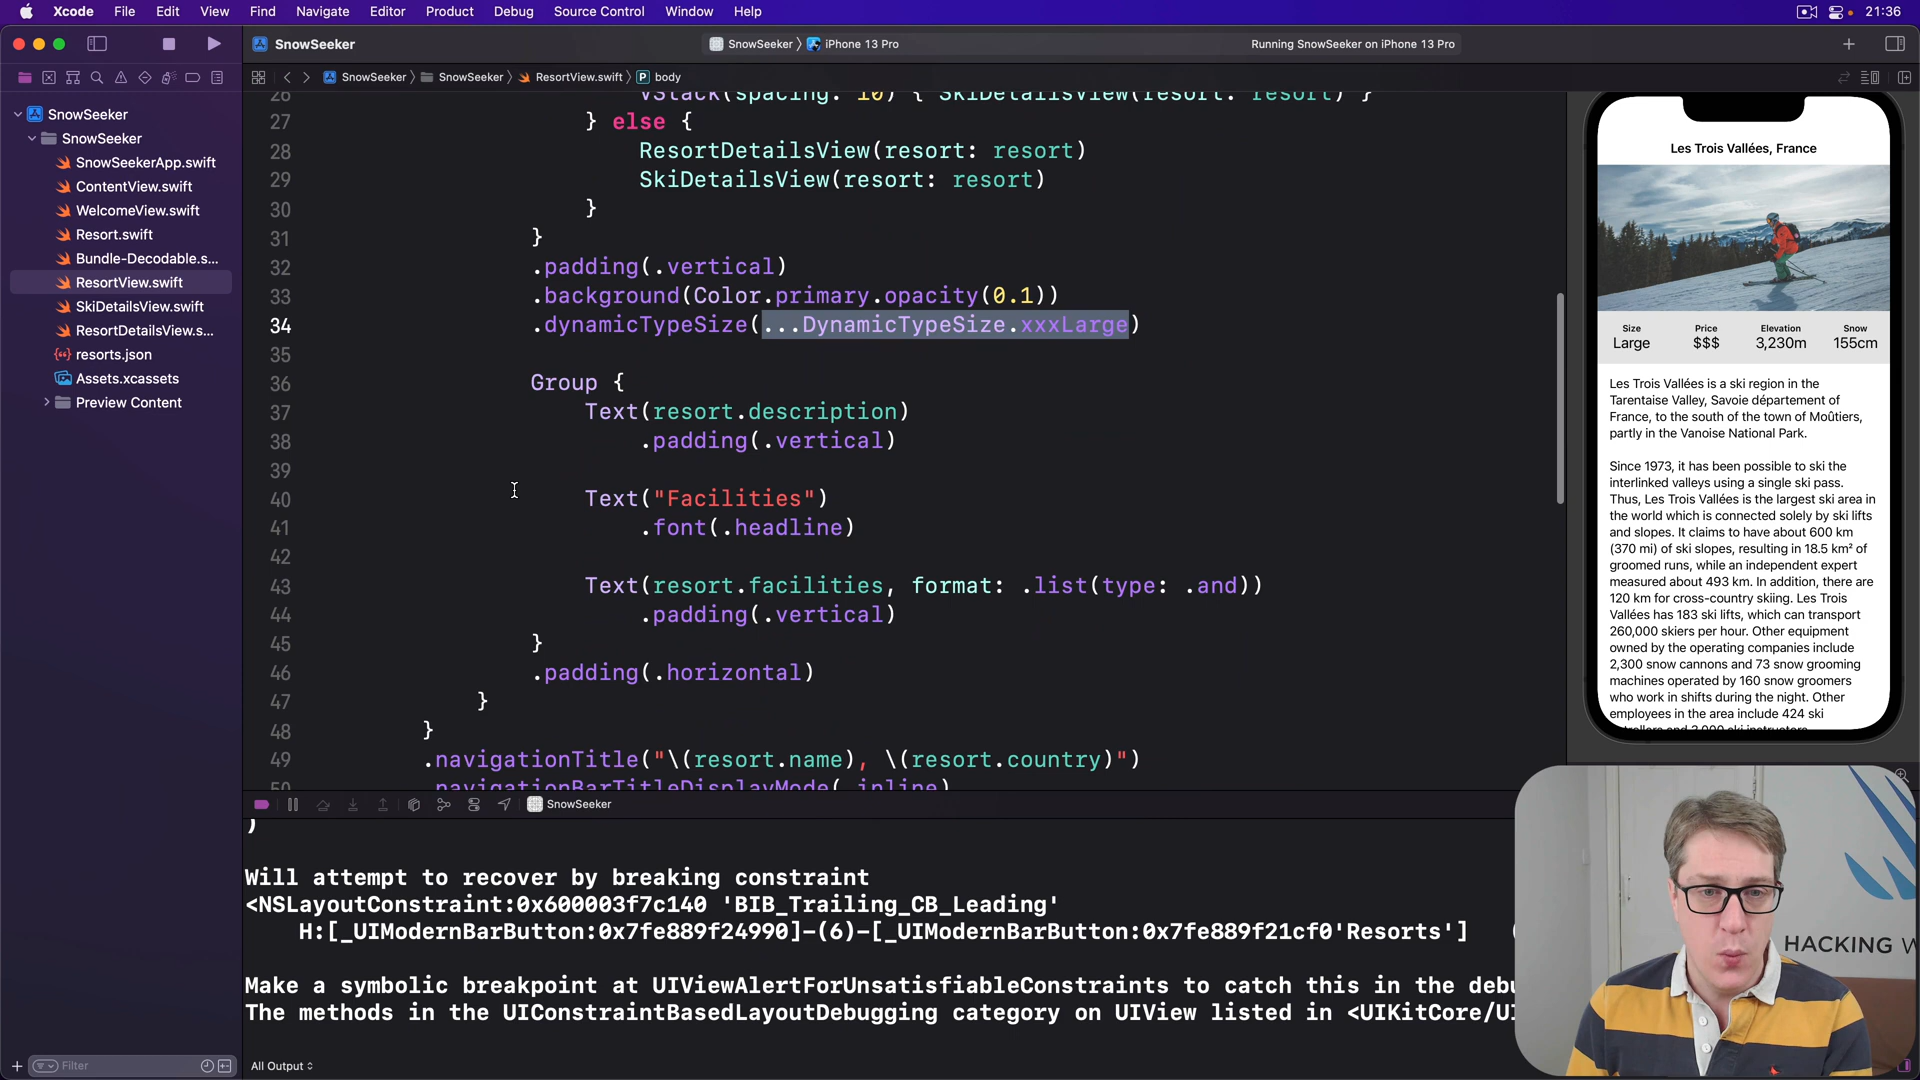 Xcode File Edit View Find Navigate Editor Product Debug Source Control Window Help 21:36
SnowSeeker SnowSeeker iPhone 13 Pro Running SnowSeeker on iPhone 13 Pro
SnowSeeker SnowSeeker ResortView.swift P body
SnowSeeker
SnowSeeker
SnowSeekerApp.swift
ContentView.swift
WelcomeView.swift
Resort.swift
Bundle-Decodable.s...
ResortView.swift
SkiDetailsView.swift
ResortDetailsView.s...
resorts.json
Assets.xcassets
Preview Content
Filter
26 VStack(spacing: 10) { SkiDetailsView(resort: resort) }
27 } else {
28 ResortDetailsView(resort: resort)
29 SkiDetailsView(resort: resort)
30 }
31 }
32 .padding(.vertical)
33 .background(Color.primary.opacity(0.1))
34 .dynamicTypeSize(...DynamicTypeSize.xxxLarge)
35
36 Group {
37 Text(resort.description)
38 .padding(.vertical)
39
40 Text("Facilities")
41 .font(.headline)
42
43 Text(resort.facilities, format: .list(type: .and))
44 .padding(.vertical)
45 }
46 .padding(.horizontal)
47 }
48 }
49 .navigationTitle("\(resort.name), \(resort.country)")
50 .navigationBarTitleDisplayMode(.inline)
SnowSeeker
)
Will attempt to recover by breaking constraint
<NSLayoutConstraint:0x600003f7c140 'BIB_Trailing_CB_Leading'
H:[_UIModernBarButton:0x7fe889f24990]-(6)-[_UIModernBarButton:0x7fe889f21cf0'Resorts'] (
Make a symbolic breakpoint at UIViewAlertForUnsatisfiableConstraints to catch this in the debu
The methods in the UIConstraintBasedLayoutDebugging category on UIView listed in <UIKitCore/UI
All Output
Les Trois Vallées, France
Size Price Elevation Snow
Large $$$ 3,230m 155cm
Les Trois Vallées is a ski region in the
Tarentaise Valley, Savoie département of
France, to the south of the town of Moûtiers,
partly in the Vanoise National Park.
Since 1973, it has been possible to ski the
interlinked valleys using a single ski pass.
Thus, Les Trois Vallées is the largest ski area in
the world which is connected solely by ski lifts
and slopes. It claims to have about 600 km
(370 mi) of ski slopes, resulting in 18.5 km² of
groomed runs, while an independent expert
measured about 493 km. In addition, there are
120 km for cross-country skiing. Les Trois
Vallées has 183 ski lifts, which can transport
260,000 skiers per hour. Other equipment
owned by the operating companies include
2,300 snow cannons and 73 snow grooming
machines operated by 160 snow groomers
who work in shifts during the night. Other
employees in the area include 424 ski
HACKING W